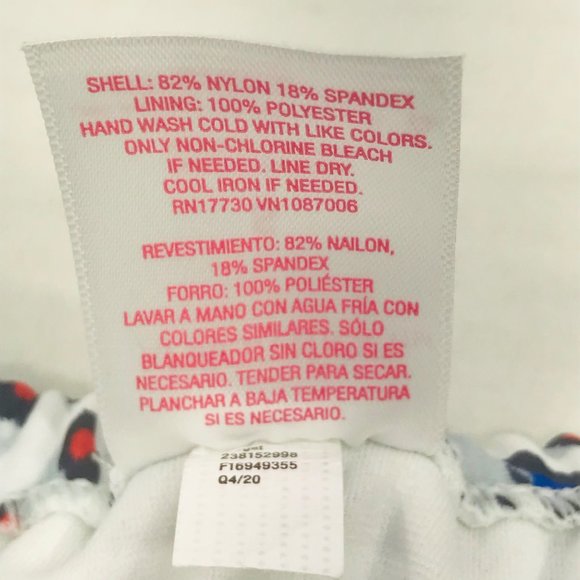 SHELL: 82% NYLON 18% SPANDEX
LINING: 100% POLYESTER
HAND WASH COLD WITH LIKE COLORS.
ONLY NON-CHLORINE BLEACH
IF NEEDED. LINE DRY.
COOL IRON IF NEEDED.
RN17730 VN1087006
REVESTIMIENTO: 82% NAILON,
18% SPANDEX
FORRO: 100% POLIÉSTER
LAVAR A MANO CON AGUA FRÍA CON
COLORES SIMILARES. SÓLO
BLANQUEADOR SIN CLORO SI ES
NECESARIO. TENDER PARA SECAR.
PLANCHAR A BAJA TEMPERATURA
SI ES NECESARIO.
238152998
F16949355
Q4/20